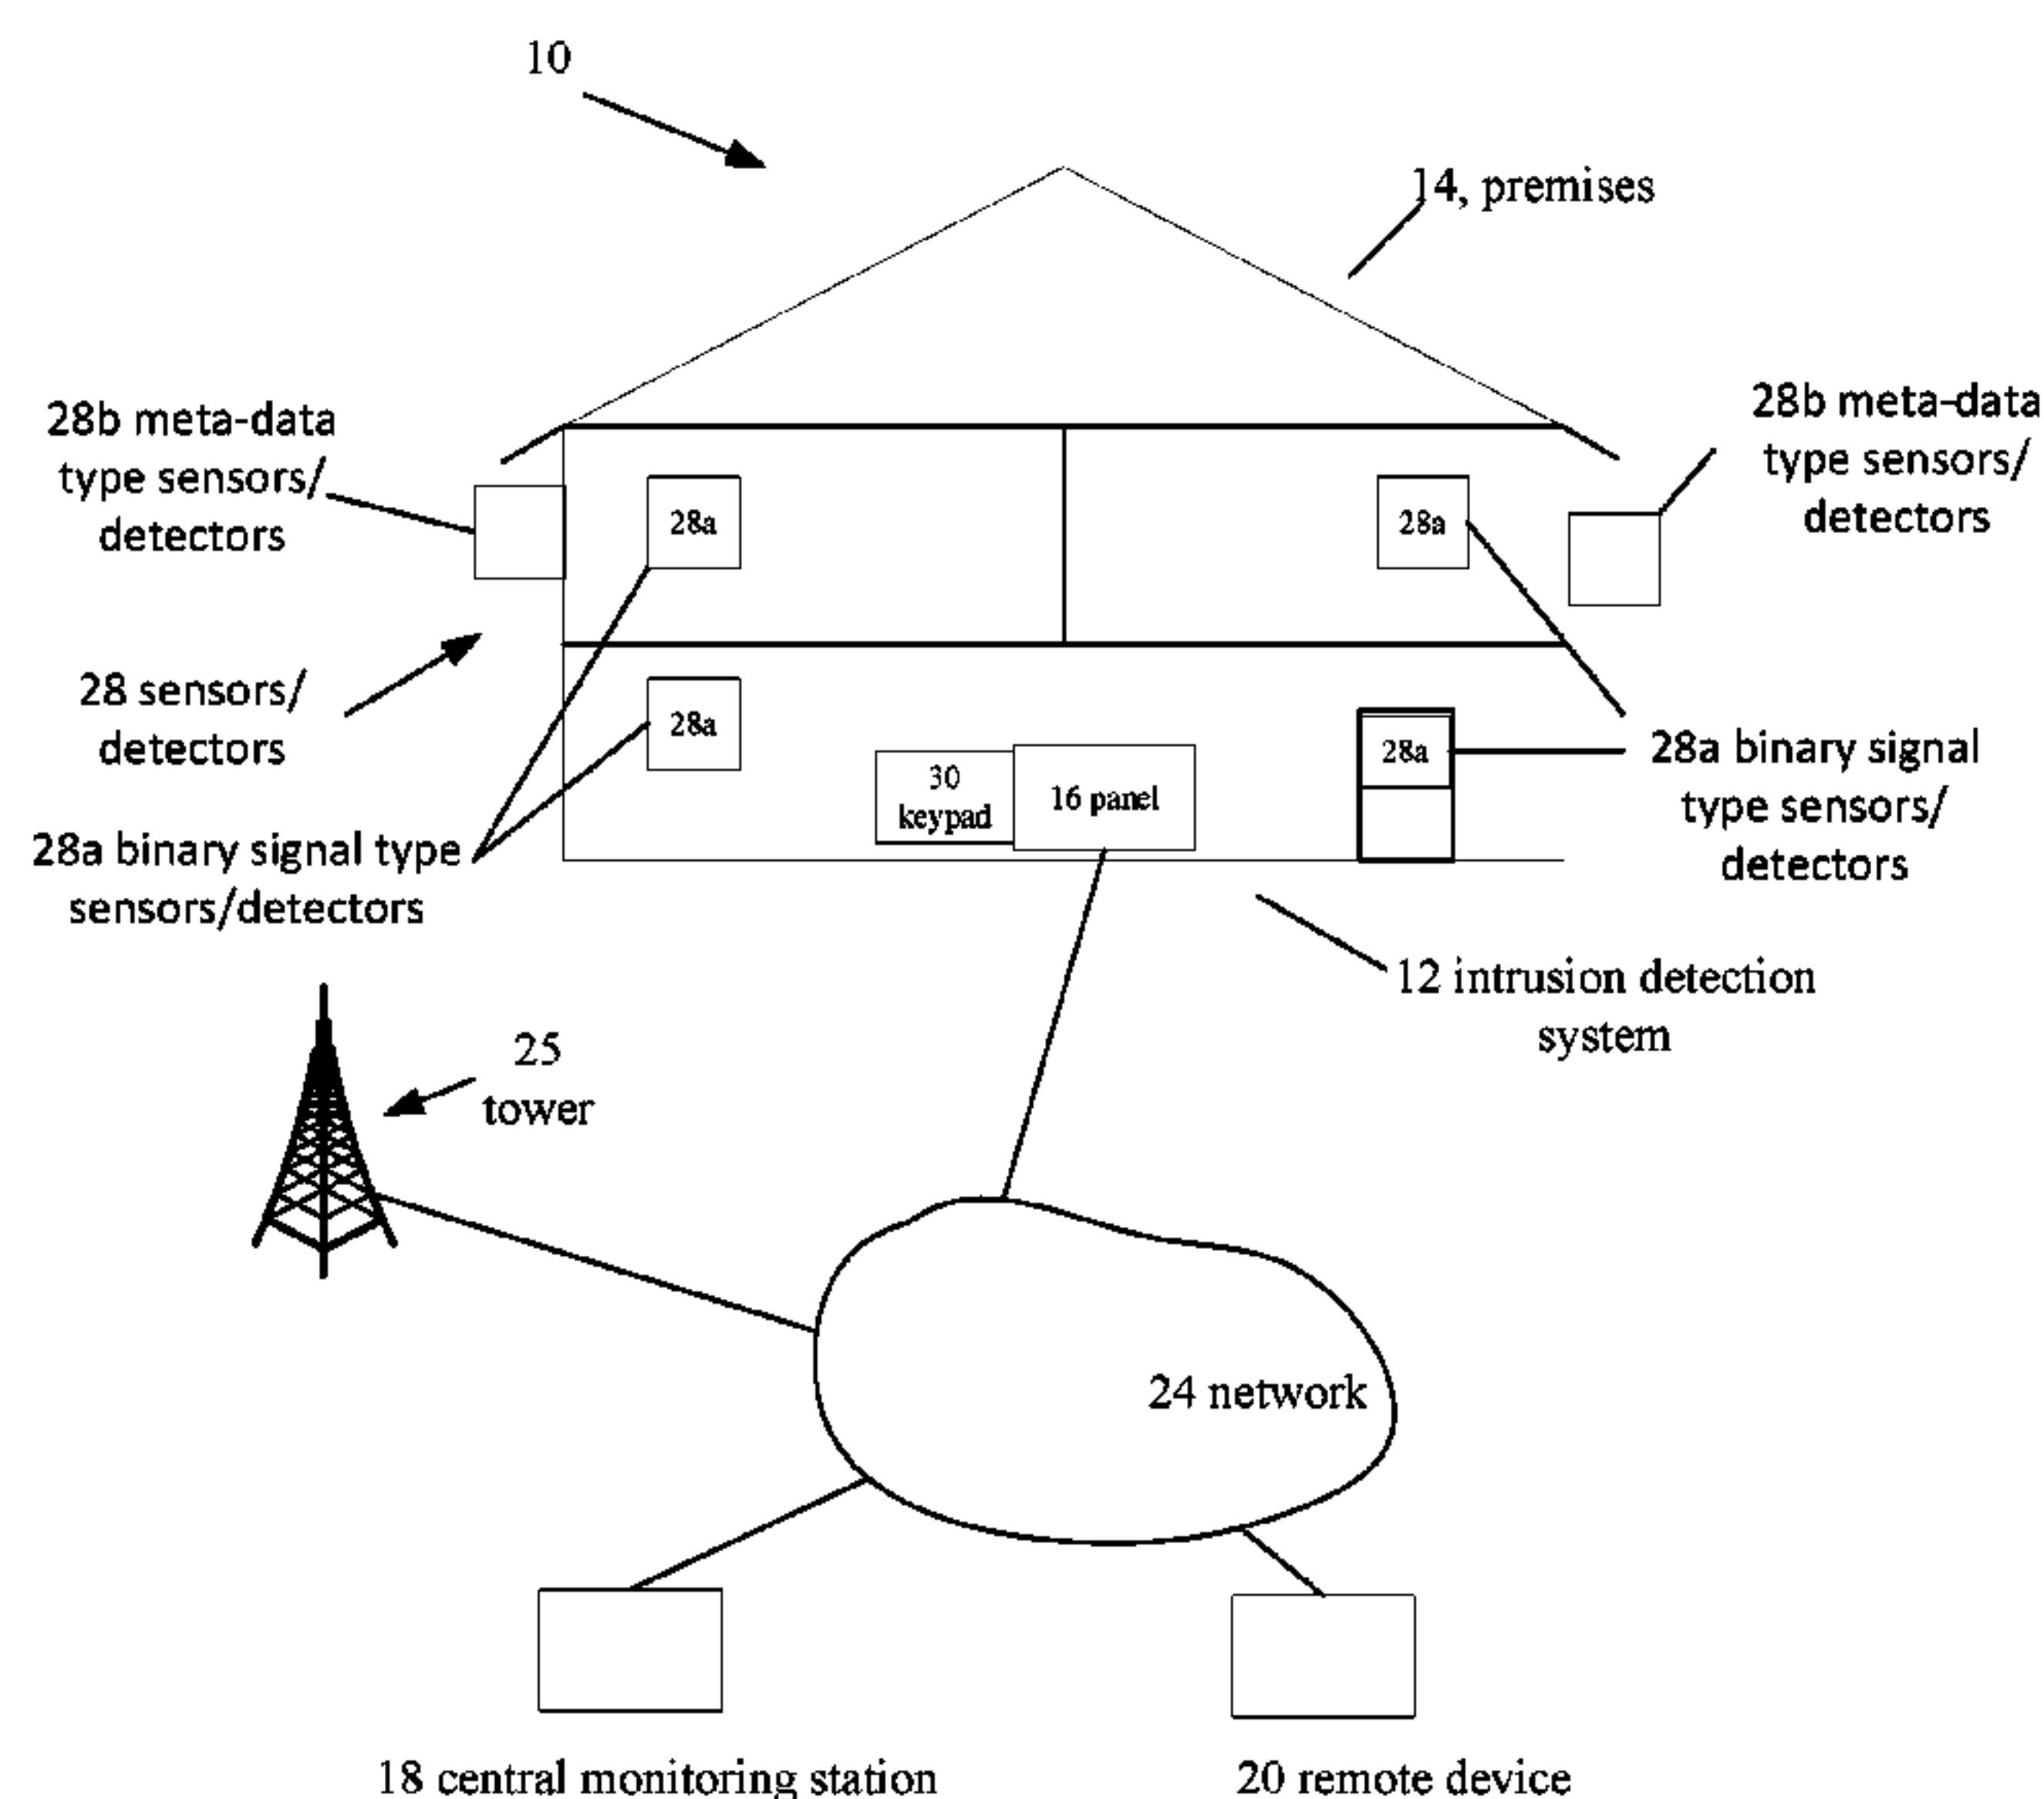 10
14, premises
28b meta-data
type sensors/
detectors
28b meta-data
type sensors/
detectors
28a
28a
28 sensors/
detectors
28a
28a
30
keypad
16 panel
28a binary signal
type sensors/
detectors
28a binary signal type
sensors/detectors
12 intrusion detection
system
25
tower
24 network
18 central monitoring station
20 remote device